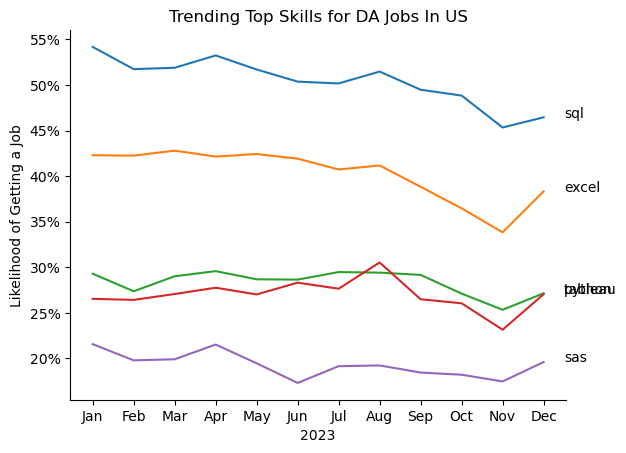 Trending Top Skills for DA Jobs In US
Likelihood of Getting a Job
55%
50%
45%
40%
35%
30%
25%
20%
sql
excel
sas
Jan Feb Mar Apr May Jun Jul Aug Sep Oct Nov Dec
2023